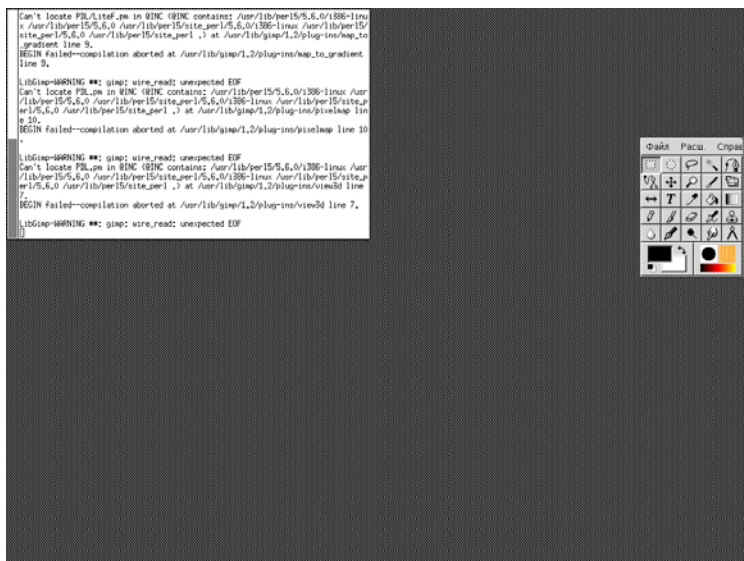 Can't locate PDL/LiteF.pm in @INC (@INC contains: /usr/lib/perl5/5.6.0/i386-linu
x /usr/lib/perl5/5.6.0 /usr/lib/perl5/site_perl/5.6.0/i386-linux /usr/lib/perl5/
site_perl/5.6.0 /usr/lib/perl5/site_perl .) at /usr/lib/gimp/1.2/plug-ins/map_to
_gradient line 9.
BEGIN failed--compilation aborted at /usr/lib/gimp/1.2/plug-ins/map_to_gradient
line 9.
LibGimp-WARNING **: gimp: wire_read: unexpected EOF
Can't locate PDL.pm in @INC (@INC contains: /usr/lib/perl5/5.6.0/i386-linux /usr
/lib/perl5/5.6.0 /usr/lib/perl5/site_perl/5.6.0/i386-linux /usr/lib/perl5/site_p
erl/5.6.0 /usr/lib/perl5/site_perl .) at /usr/lib/gimp/1.2/plug-ins/pixelmap lin
e 10.
BEGIN failed--compilation aborted at /usr/lib/gimp/1.2/plug-ins/pixelmap line 10
.
LibGimp-WARNING **: gimp: wire_read: unexpected EOF
Can't locate PDL.pm in @INC (@INC contains: /usr/lib/perl5/5.6.0/i386-linux /usr
/lib/perl5/5.6.0 /usr/lib/perl5/site_perl/5.6.0/i386-linux /usr/lib/perl5/site_p
erl/5.6.0 /usr/lib/perl5/site_perl .) at /usr/lib/gimp/1.2/plug-ins/view3d line
7.
BEGIN failed--compilation aborted at /usr/lib/gimp/1.2/plug-ins/view3d line 7.
LibGimp-WARNING **: gimp: wire_read: unexpected EOF
Файл Расш. Справ